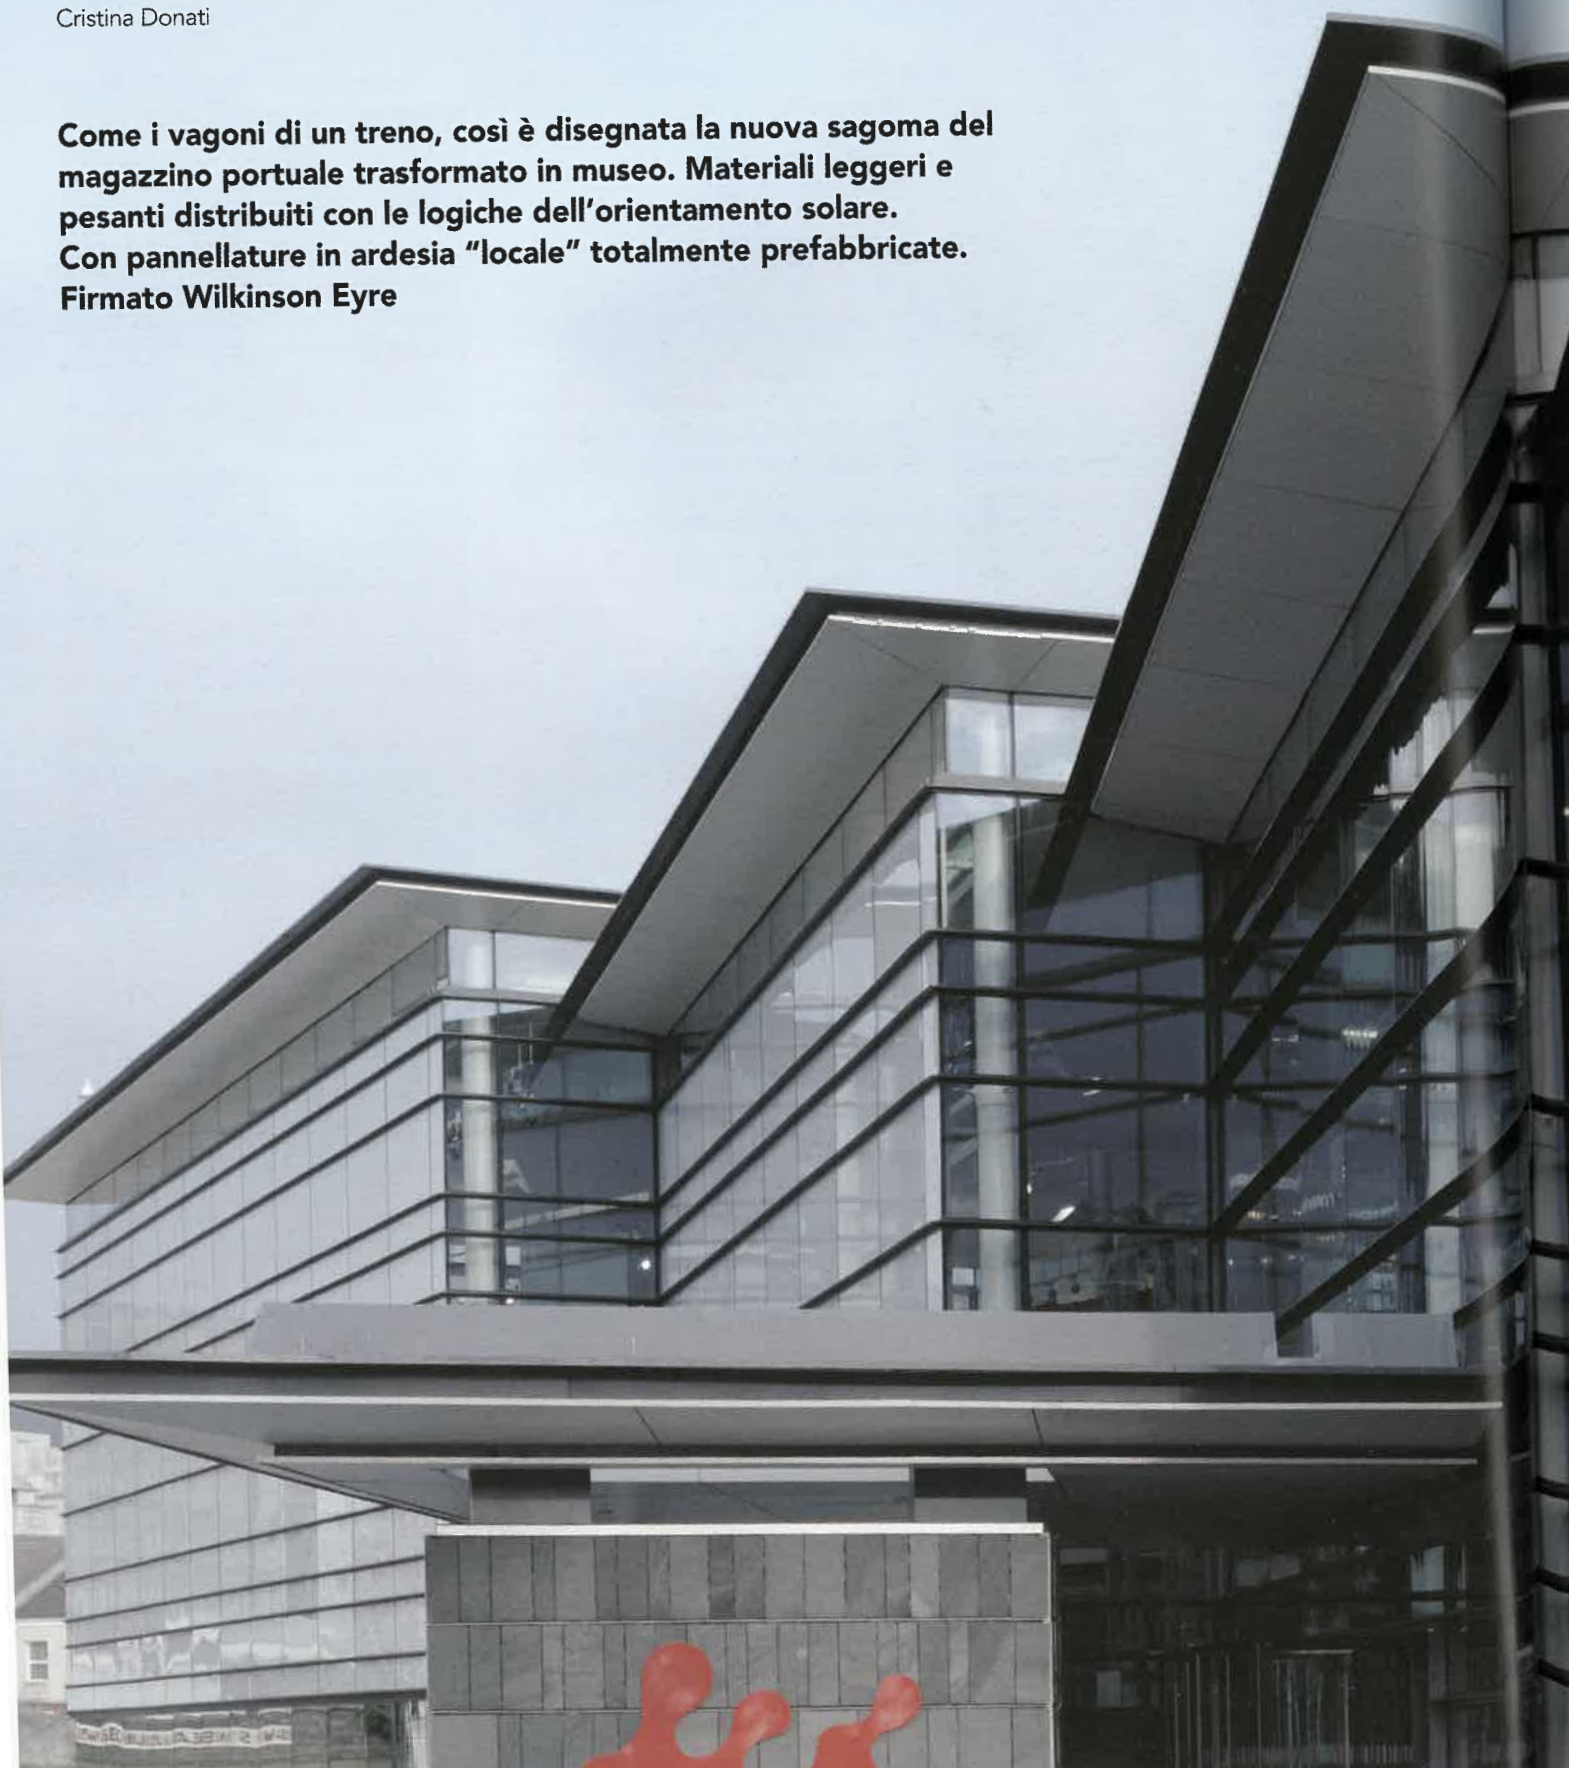 Cristina Donati
Come i vagoni di un treno, così è disegnata la nuova sagoma del
magazzino portuale trasformato in museo. Materiali leggeri e
pesanti distribuiti con le logiche dell'orientamento solare.
Con pannellature in ardesia "locale" totalmente prefabbricate.
Firmato Wilkinson Eyre